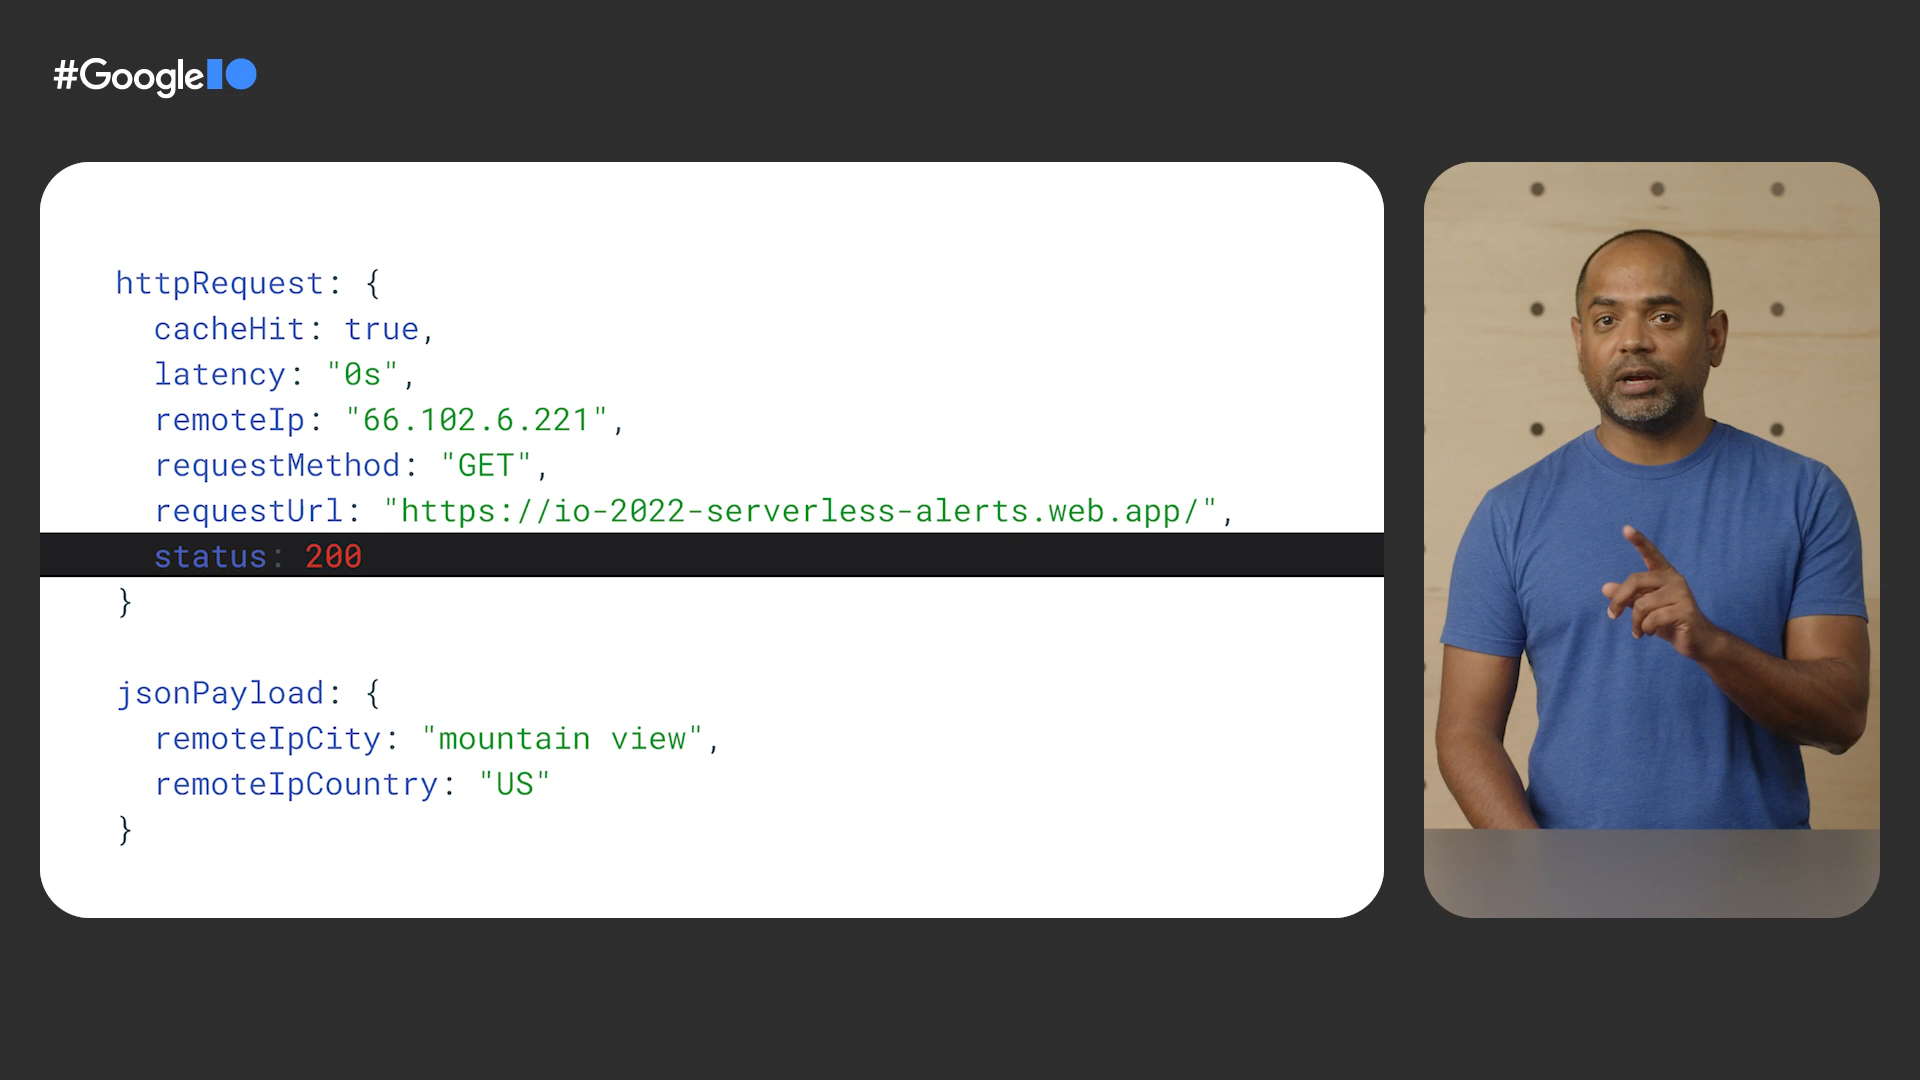 #GoogleIO
httpRequest: {
cacheHit: true,
latency: "0s",
remoteIp: "66.102.6.221",
requestMethod: "GET",
requestUrl: "https://io-2022-serverless-alerts.web.app/",
status: 200
}
jsonPayload: {
remoteIpCity: "mountain view",
remoteIpCountry: "US"
}